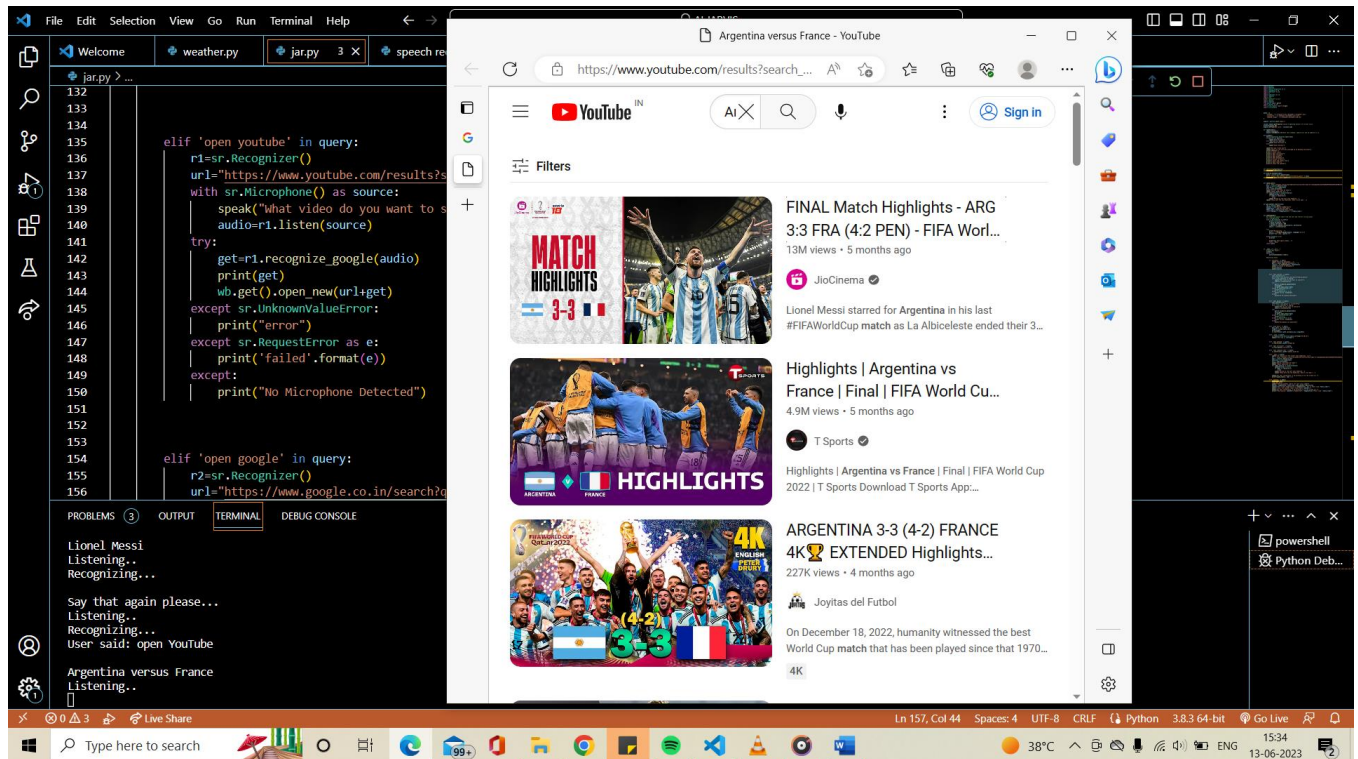 File Edit Selection View Go Run Terminal Help
Welcome
weather.py
jar.py 3
speech re
jar.py > ...
132
133
134
135 elif 'open youtube' in query:
136 r1=sr.Recognizer()
137 url="https://www.youtube.com/results?s
138 with sr.Microphone() as source:
139 speak("What video do you want to s
140 audio=r1.listen(source)
141 try:
142 get=r1.recognize_google(audio)
143 print(get)
144 wb.get().open_new(url+get)
145 except sr.UnknownValueError:
146 print("error")
147 except sr.RequestError as e:
148 print('failed'.format(e))
149 except:
150 print("No Microphone Detected")
151
152
153
154 elif 'open google' in query:
155 r2=sr.Recognizer()
156 url="https://www.google.co.in/search?q
PROBLEMS 3 OUTPUT TERMINAL DEBUG CONSOLE
Lionel Messi
Listening..
Recognizing...
Say that again please...
Listening..
Recognizing...
User said: open YouTube
Argentina versus France
Listening..
powershell
Python Deb...
Argentina versus France - YouTube
https://www.youtube.com/results?search_...
YouTube IN
Sign in
Filters
MATCH
HIGHLIGHTS
3-3
FINAL Match Highlights - ARG
3:3 FRA (4:2 PEN) - FIFA Worl...
13M views • 5 months ago
JioCinema
Lionel Messi starred for Argentina in his last
#FIFAWorldCup match as La Albiceleste ended their 3...
T SPORTS
ARGENTINA V FRANCE HIGHLIGHTS
Highlights | Argentina vs
France | Final | FIFA World Cu...
4.9M views • 5 months ago
T Sports
Highlights | Argentina vs France | Final | FIFA World Cup
2022 | T Sports Download T Sports App:...
FIFA WORLD CUP
Qatar2022
4K
ENGLISH
PETER
DRURY
(4-2)
3-3
ARGENTINA 3-3 (4-2) FRANCE
4K🏆 EXTENDED Highlights...
227K views • 4 months ago
Joyitas del Futbol
On December 18, 2022, humanity witnessed the best
World Cup match that has been played since that 1970...
4K
0 3 Live Share
Ln 157, Col 44 Spaces: 4 UTF-8 CRLF Python 3.8.3 64-bit Go Live
Type here to search
99+
38°C ENG 15:34
13-06-2023
2